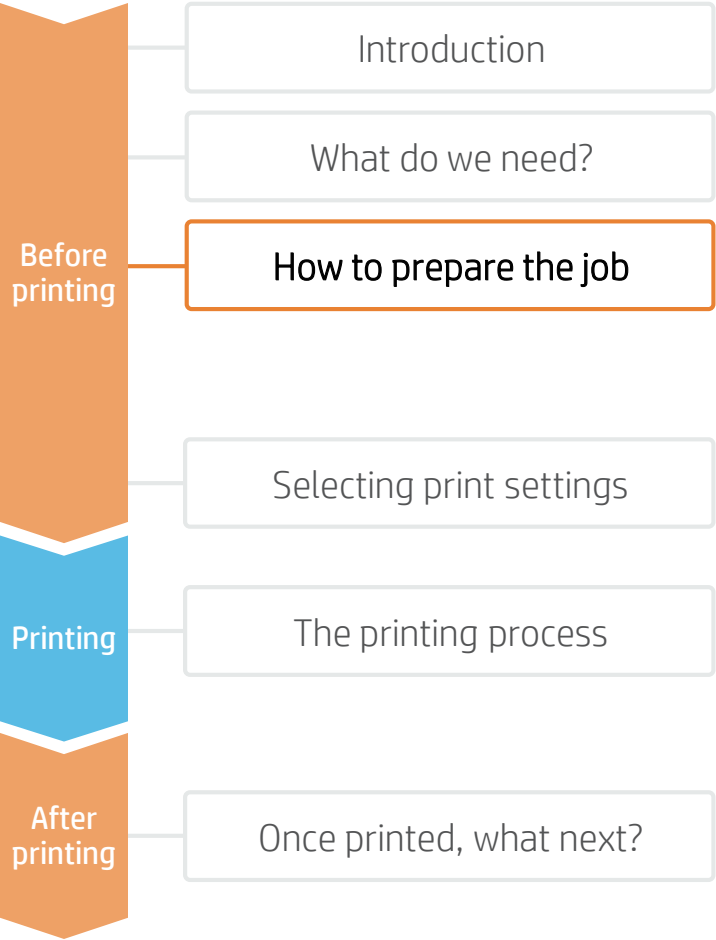 Introduction
What do we need?
Before
printing
How to prepare the job
Selecting print settings
Printing
The printing process
After
printing
Once printed, what next?